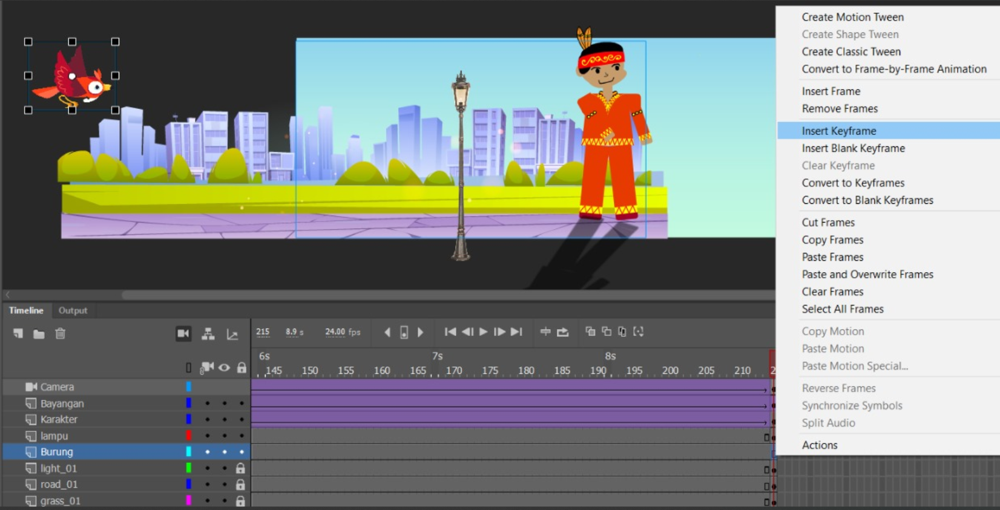 Create Motion Tween
Create Shape Tween
Create Classic Tween
Convert to Frame-by-Frame Animation
Insert Frame
Remove Frames
Insert Keyframe
Insert Blank Keyframe
Clear Keyframe
Convert to Keyframes
Convert to Blank Keyframes
Cut Frames
Copy Frames
Paste Frames
Paste and Overwrite Frames
Clear Frames
Select All Frames
Copy Motion
Paste Motion
Paste Motion Special...
Reverse Frames
Synchronize Symbols
Split Audio
Actions
Timeline Output
215 8.9 s 24.00 fps
6s 7s 8s
145 150 155 160 165 170 175 180 185 190 195 200 205 210 2
Camera
Bayangan
Karakter
lampu
Burung
light_01
road_01
grass_01